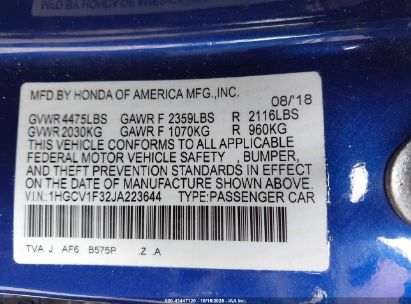 MFD.BY HONDA OF AMERICA MFG.,INC. 08/'18
GVWR 4475LBS GAWR F 2359LBS R 2116LBS
GVWR 2030KG GAWR F 1070KG R 960KG
THIS VEHICLE CONFORMS TO ALL APPLICABLE
FEDERAL MOTOR VEHICLE SAFETY , BUMPER,
AND THEFT PREVENTION STANDARDS IN EFFECT
ON THE DATE OF MANUFACTURE SHOWN ABOVE.
V.I.N.:1HGCV1F32JA223644 TYPE:PASSENGER CAR
TVA J AF6 B575P .Z .A